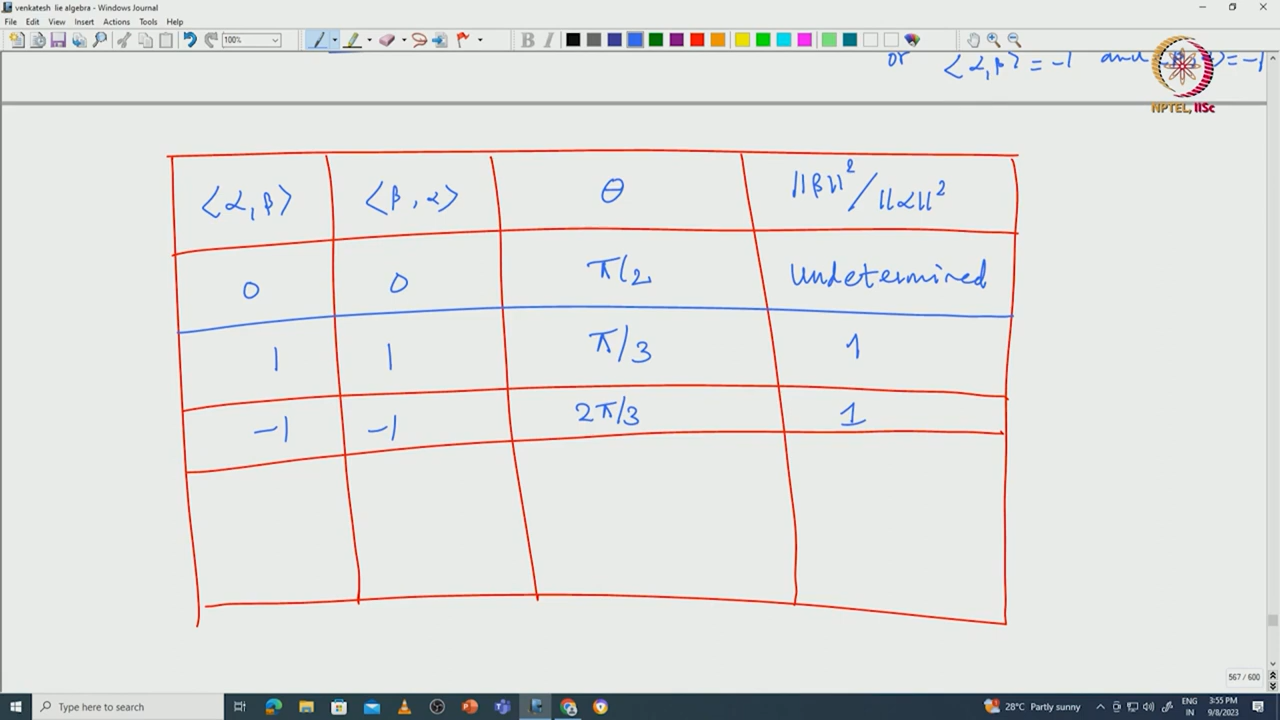 venkatesh lie algebra - Windows Journal
File Edit View Insert Actions Tools Help
100%
B I
or ⟨α,β⟩ = -1 and ⟩ = -1
NPTEL, IISc
⟨α,β⟩ ⟨β,α⟩ θ ||β||²/||α||²
0 0 π/2 Undetermined
1 1 π/3 1
-1 -1 2π/3 1
567 / 600
Type here to search
28°C Partly sunny
ENG
IN
3:55 PM
9/8/2023